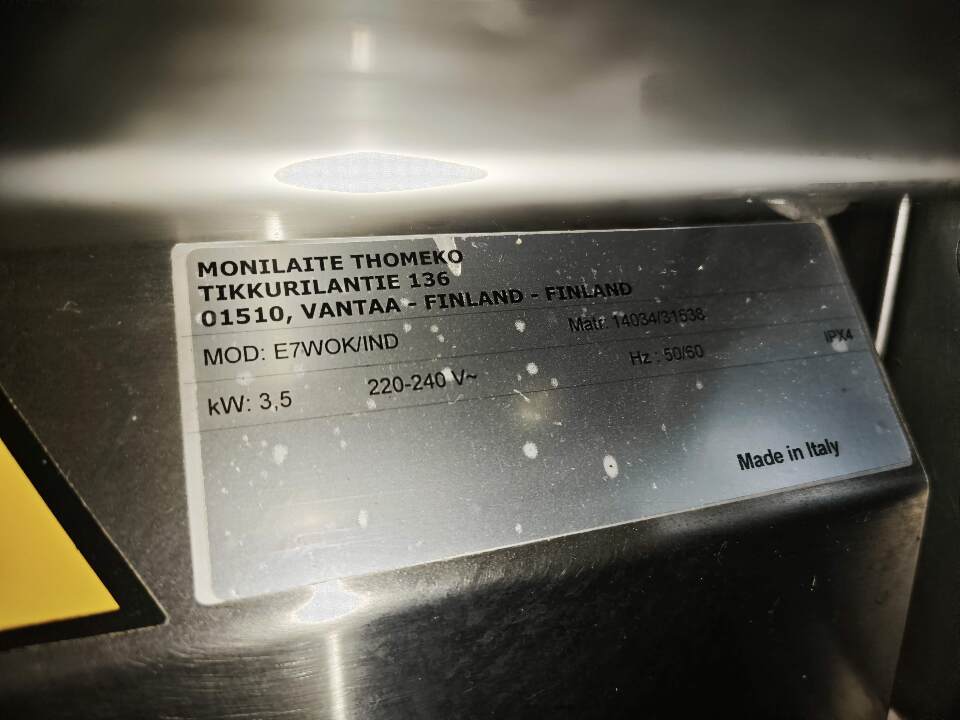 MONILAITE THOMEKO
TIKKURILANTIE 136
01510, VANTAA - FINLAND - FINLAND
MOD: E7WOK/IND Matr: 14034/31538
kW: 3,5 220-240 V~ Hz : 50/60 IPX4
Made in Italy